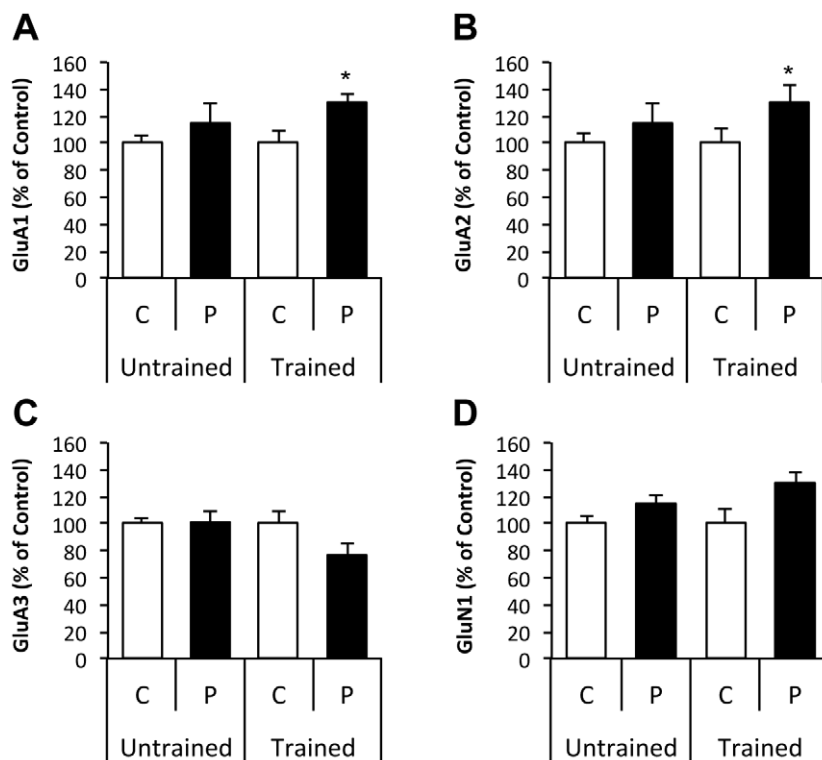 A
GluA1 (% of Control)
160
140
120
100
80
60
40
20
0
*
C P C P
Untrained Trained
B
GluA2 (% of Control)
160
140
120
100
80
60
40
20
0
*
C P C P
Untrained Trained
C
GluA3 (% of Control)
160
140
120
100
80
60
40
20
0
C P C P
Untrained Trained
D
GluN1 (% of Control)
160
140
120
100
80
60
40
20
0
C P C P
Untrained Trained